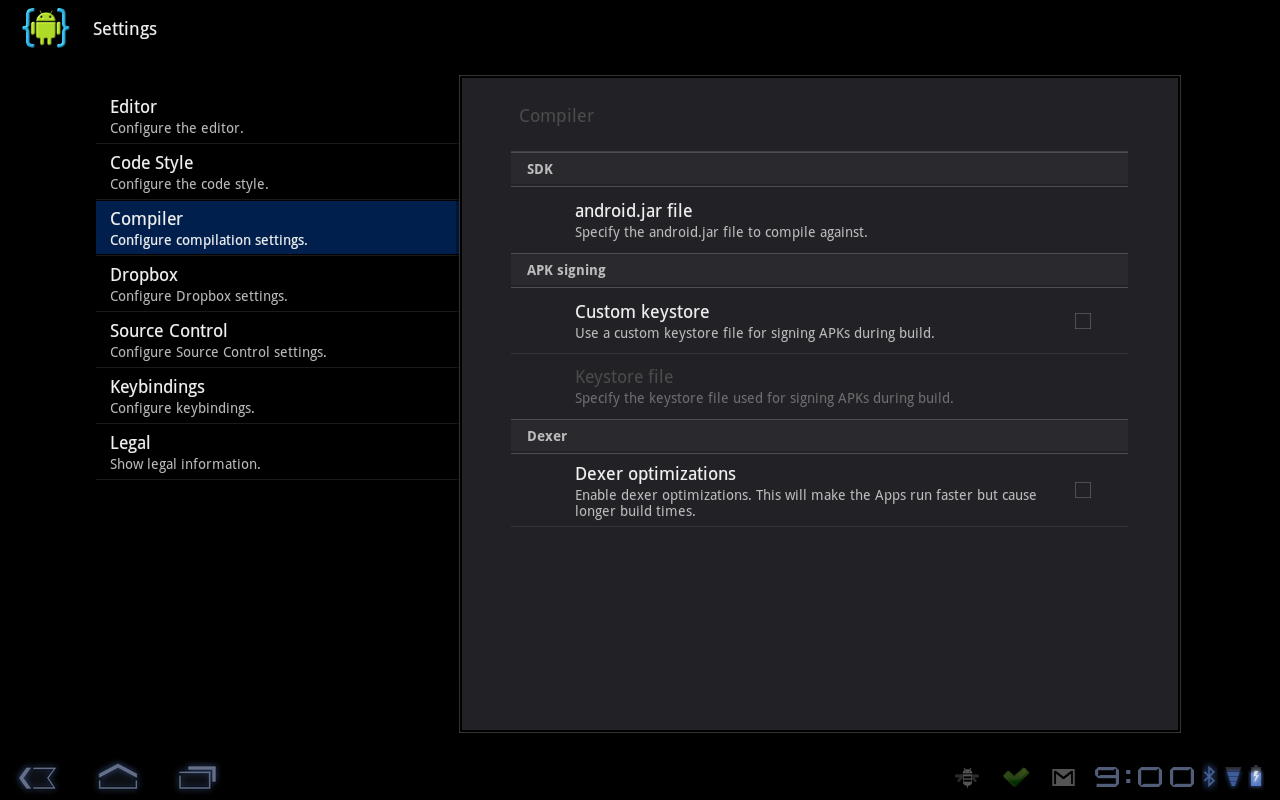 Settings
Editor
Configure the editor.
Code Style
Configure the code style.
Compiler
Configure compilation settings.
Dropbox
Configure Dropbox settings.
Source Control
Configure Source Control settings.
Keybindings
Configure keybindings.
Legal
Show legal information.
Compiler
SDK
android.jar file
Specify the android.jar file to compile against.
APK signing
Custom keystore
Use a custom keystore file for signing APKs during build.
Keystore file
Specify the keystore file used for signing APKs during build.
Dexer
Dexer optimizations
Enable dexer optimizations. This will make the Apps run faster but cause
longer build times.
9:00